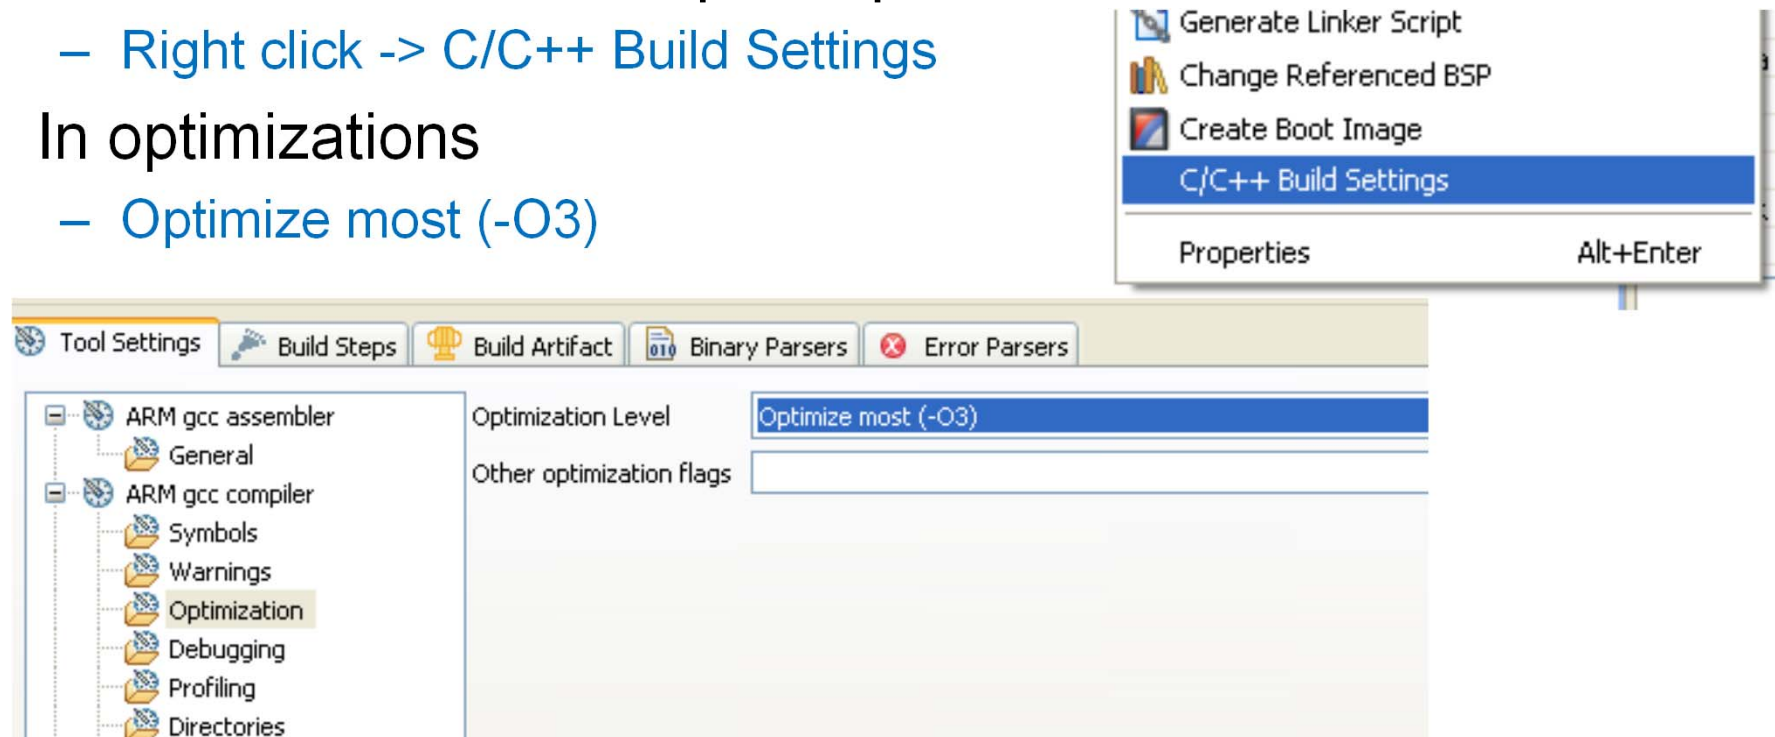 – Right click -> C/C++ Build Settings
In optimizations
– Optimize most (-O3)
Generate Linker Script
Change Referenced BSP
Create Boot Image
C/C++ Build Settings
Properties Alt+Enter
Tool Settings Build Steps Build Artifact Binary Parsers Error Parsers
ARM gcc assembler
General
ARM gcc compiler
Symbols
Warnings
Optimization
Debugging
Profiling
Directories
Optimization Level Optimize most (-O3)
Other optimization flags